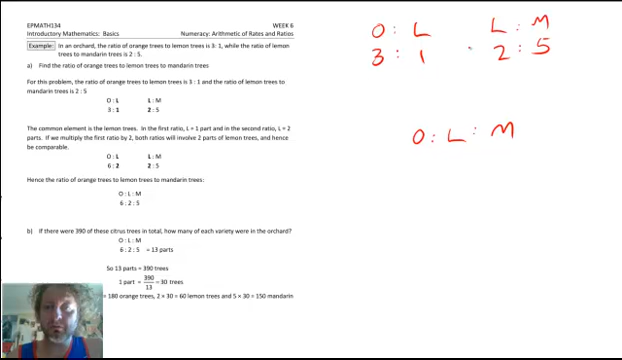 EPMATH134 WEEK 6
Introductory Mathematics: Basics Numeracy: Arithmetic of Rates and Ratios
Example: In an orchard, the ratio of orange trees to lemon trees is 3: 1, while the ratio of lemon
trees to mandarin trees is 2 : 5.
a) Find the ratio of orange trees to lemon trees to mandarin trees
For this problem, the ratio of orange trees to lemon trees is 3 : 1 and the ratio of lemon trees to
mandarin trees is 2 : 5
O : L L : M
3 : 1 2 : 5
The common element is the lemon trees. In the first ratio, L = 1 part and in the second ratio, L = 2
parts. If we multiply the first ratio by 2, both ratios will involve 2 parts of lemon trees, and hence
be comparable.
O : L L : M
6 : 2 2 : 5
Hence the ratio of orange trees to lemon trees to mandarin trees:
O : L : M
6 : 2 : 5
b) If there were 390 of these citrus trees in total, how many of each variety were in the orchard?
O : L : M
6 : 2 : 5 = 13 parts
So 13 parts = 390 trees
1 part = 390/13 = 30 trees
= 180 orange trees, 2 × 30 = 60 lemon trees and 5 × 30 = 150 mandarin
O : L L : M
3 : 1 2 : 5
O : L : M